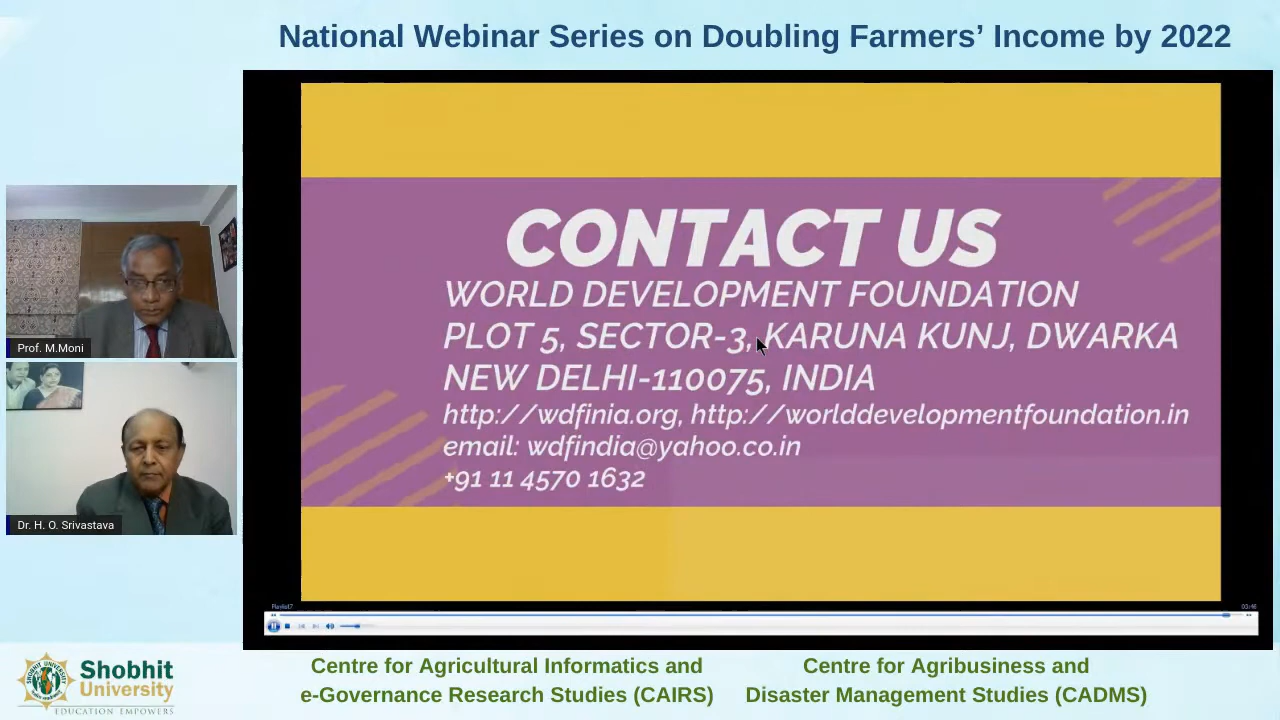 National Webinar Series on Doubling Farmers’ Income by 2022
Prof. M.Moni
Dr. H. O. Srivastava
CONTACT US
WORLD DEVELOPMENT FOUNDATION
PLOT 5, SECTOR-3, KARUNA KUNJ, DWARKA
NEW DELHI-110075, INDIA
http://wdfinia.org, http://worlddevelopmentfoundation.in
email: wdfindia@yahoo.co.in
+91 11 4570 1632
Shobhit
University
EDUCATION EMPOWERS
Centre for Agricultural Informatics and
e-Governance Research Studies (CAIRS)
Centre for Agribusiness and
Disaster Management Studies (CADMS)